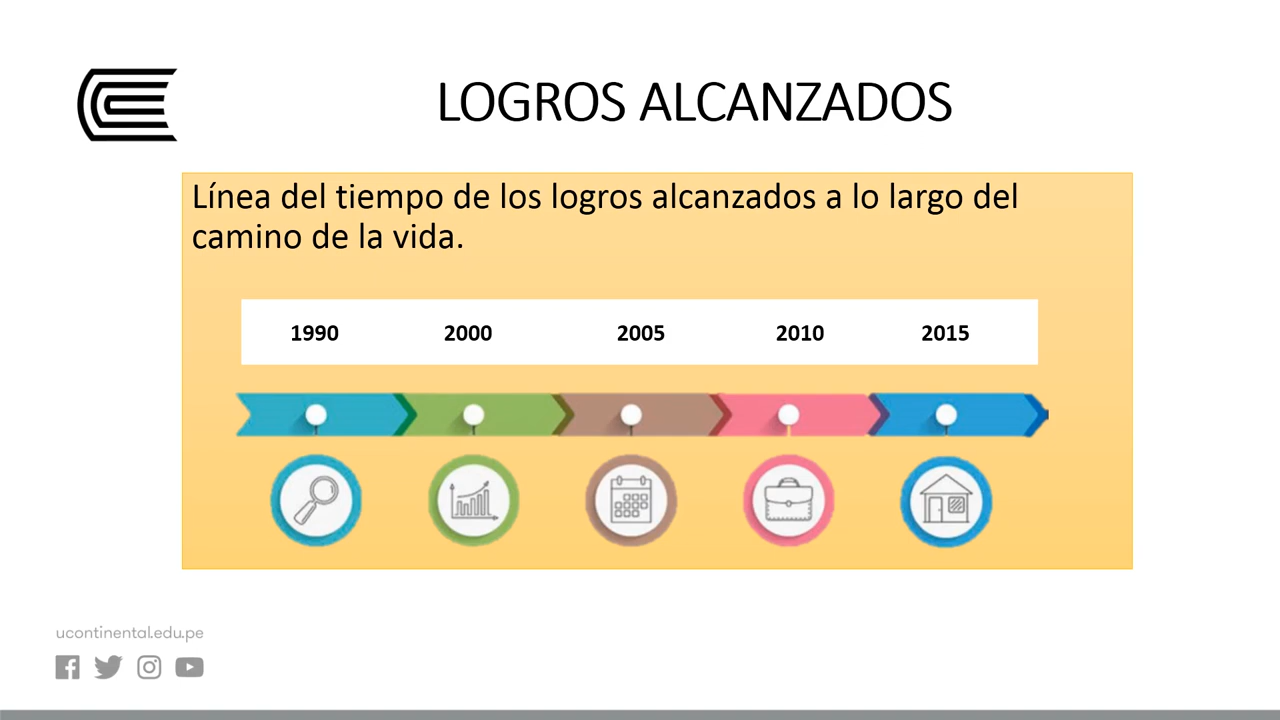 LOGROS ALCANZADOS
Línea del tiempo de los logros alcanzados a lo largo del
camino de la vida.
1990 2000 2005 2010 2015
ucontinental.edu.pe